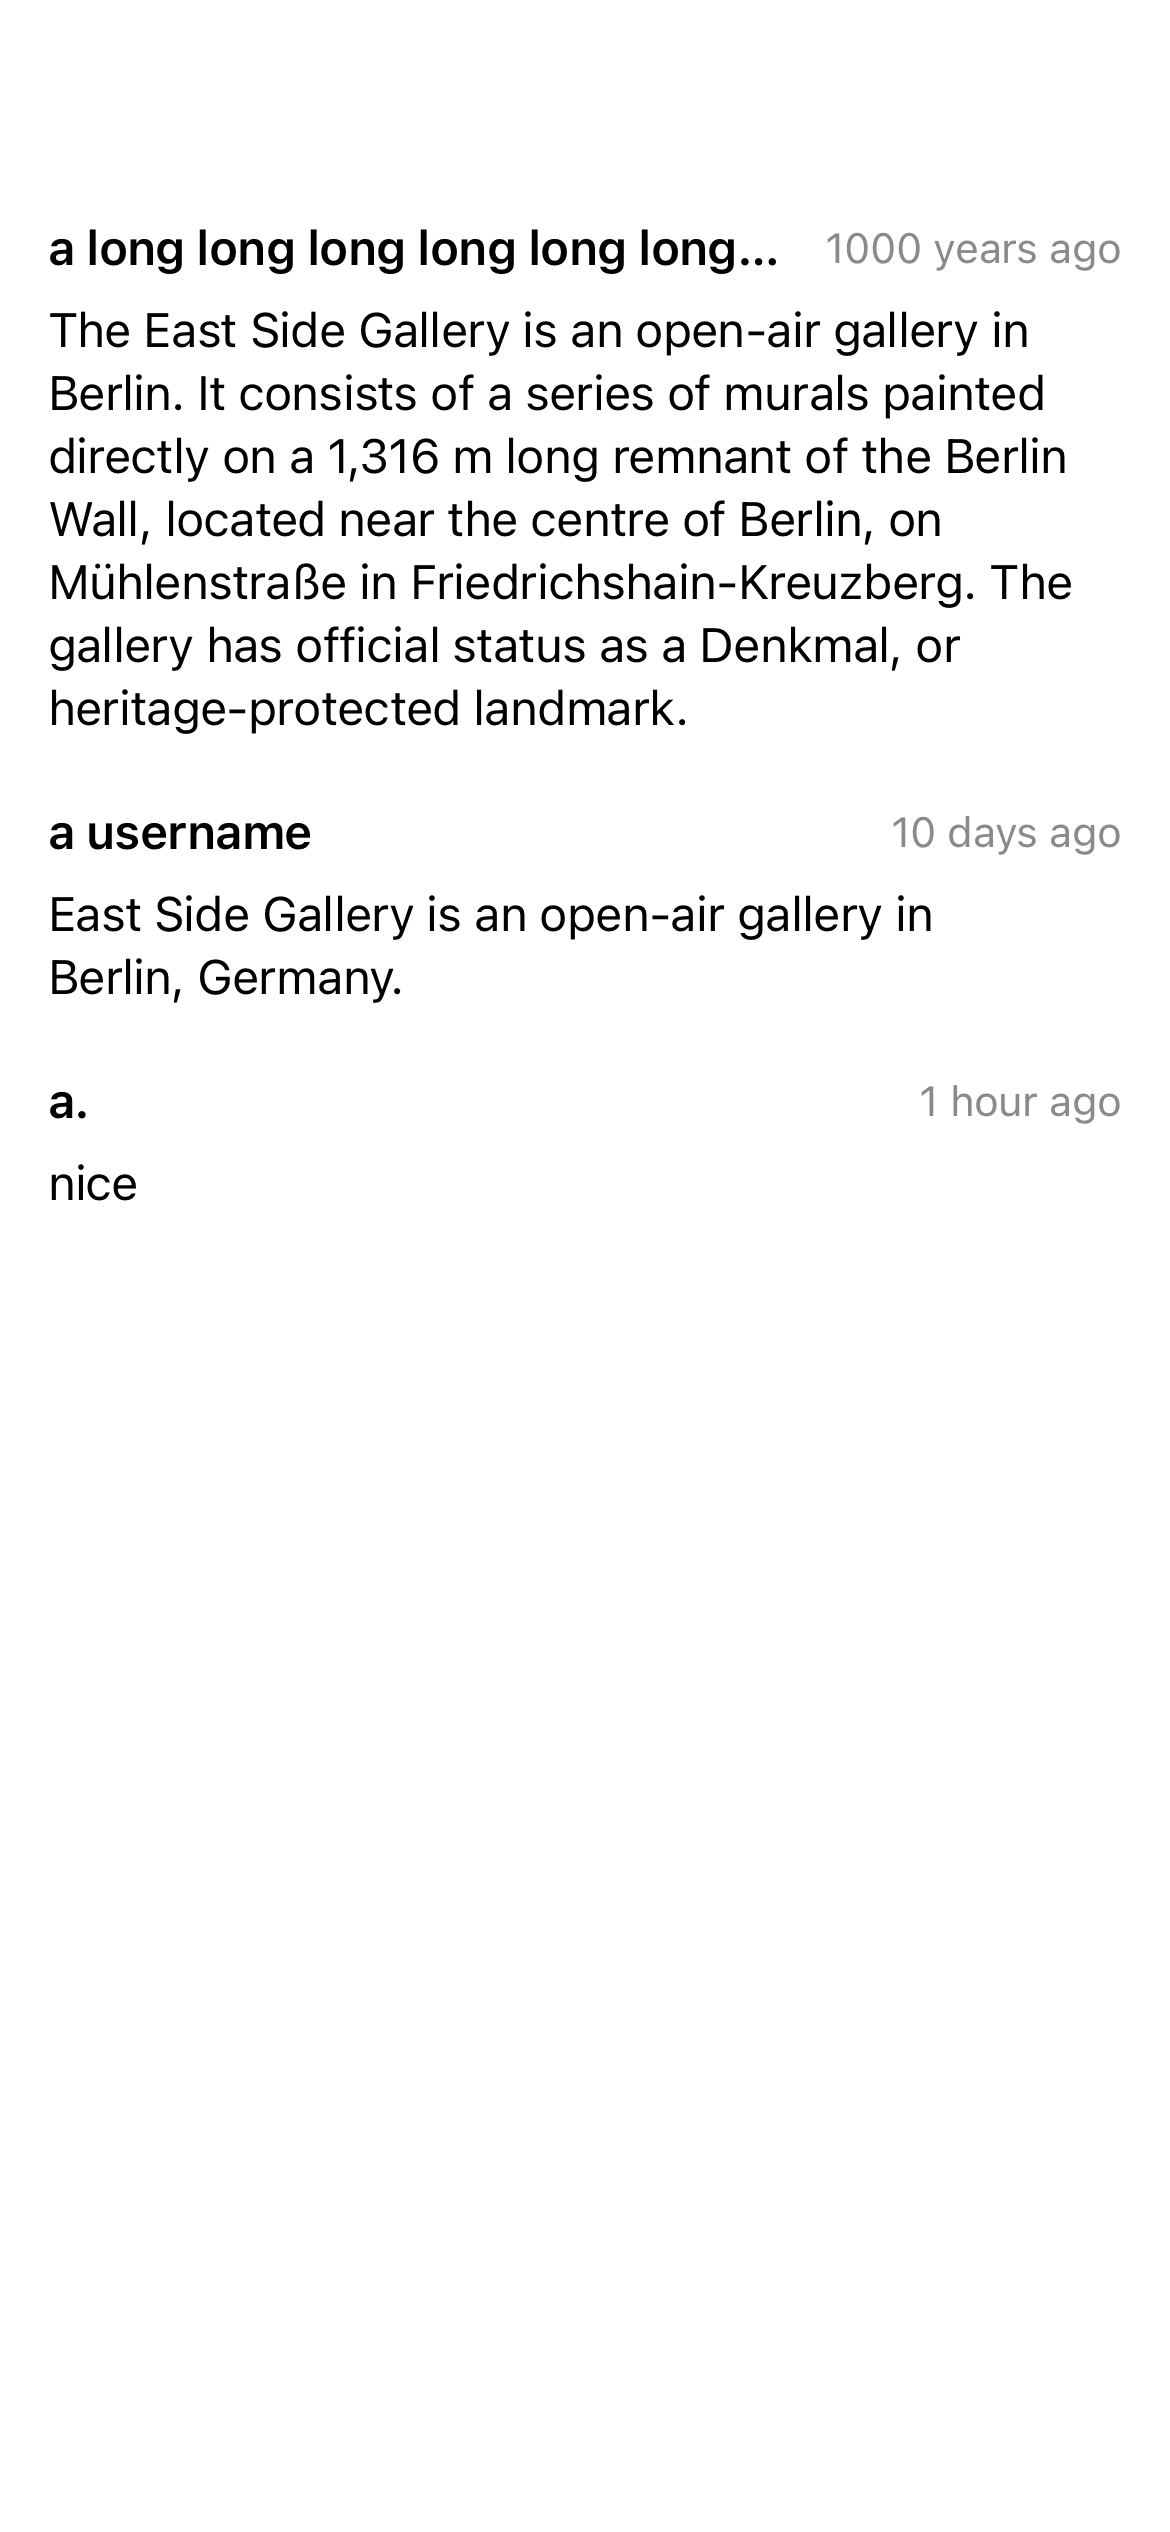 a long long long long long long... 1000 years ago
The East Side Gallery is an open-air gallery in
Berlin. It consists of a series of murals painted
directly on a 1,316 m long remnant of the Berlin
Wall, located near the centre of Berlin, on
Mühlenstraße in Friedrichshain-Kreuzberg. The
gallery has official status as a Denkmal, or
heritage-protected landmark.
a username 10 days ago
East Side Gallery is an open-air gallery in
Berlin, Germany.
a. 1 hour ago
nice